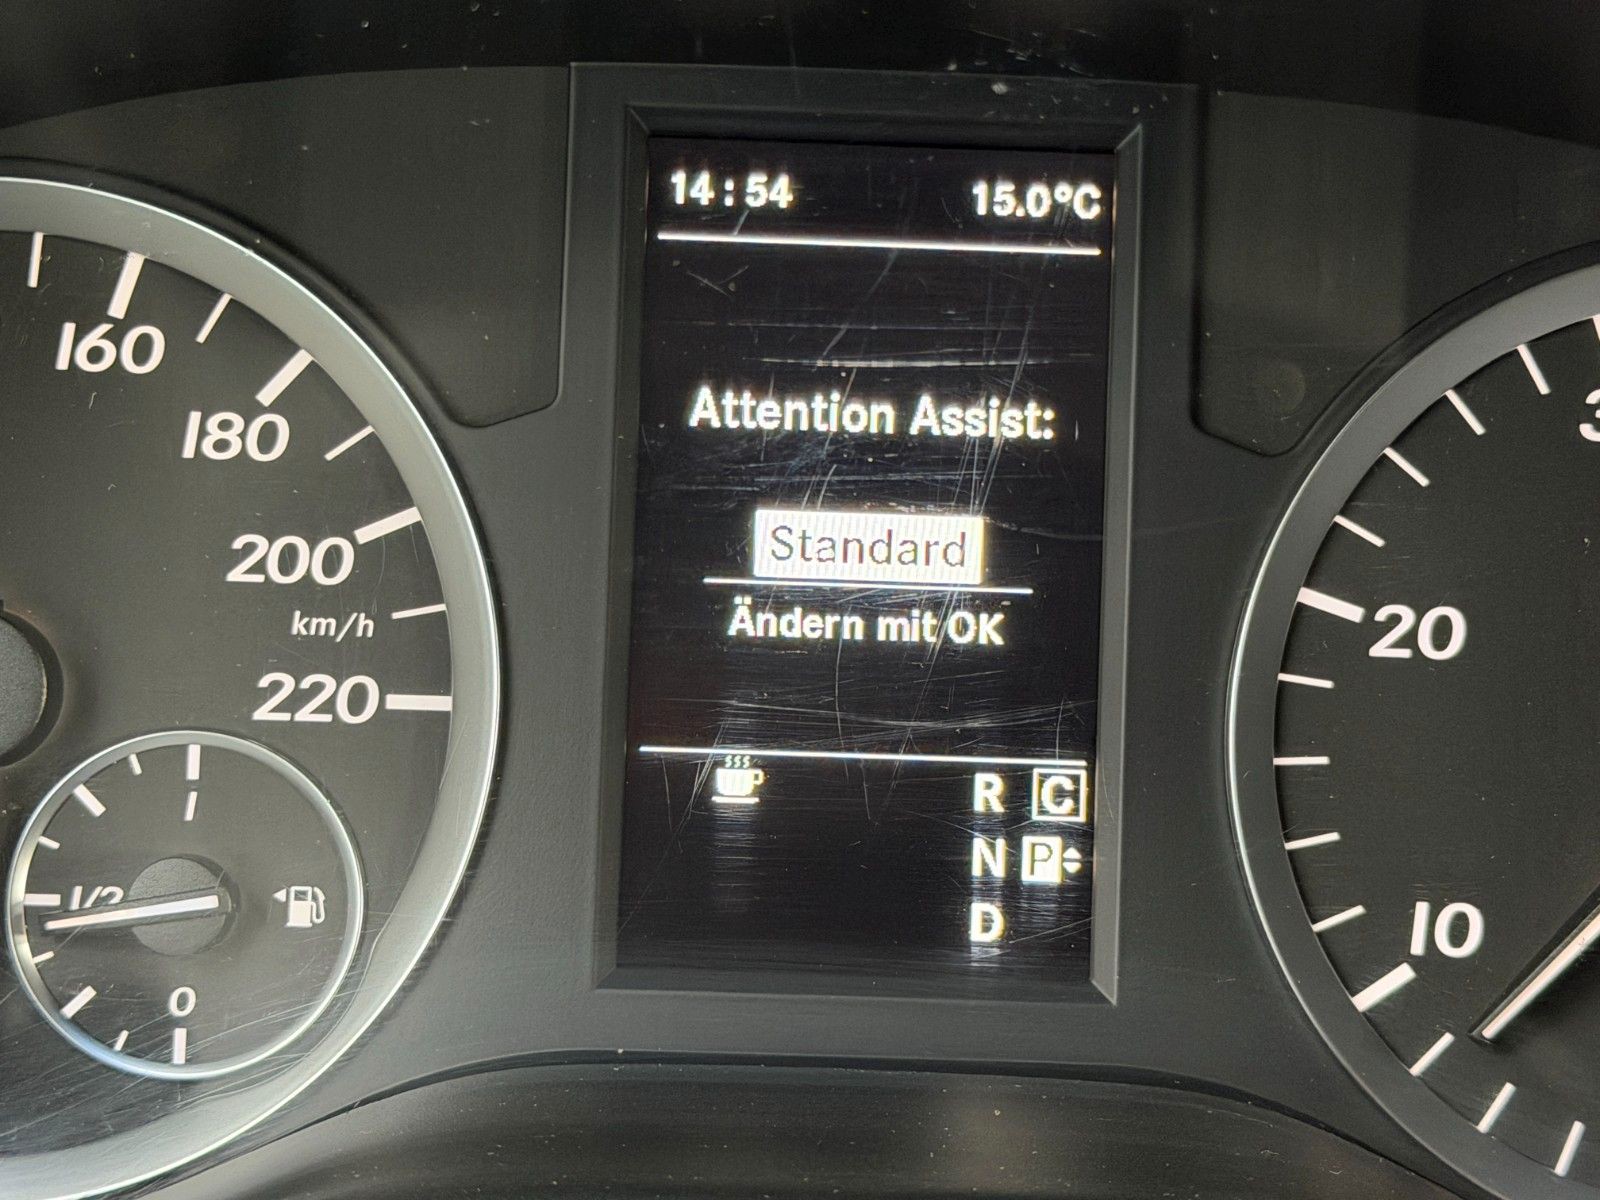 14:54 15.0°C
Attention Assist:
Standard
Ändern mit OK
R C
N P
D
160
180
200
km/h
220
1/2
0
20
10